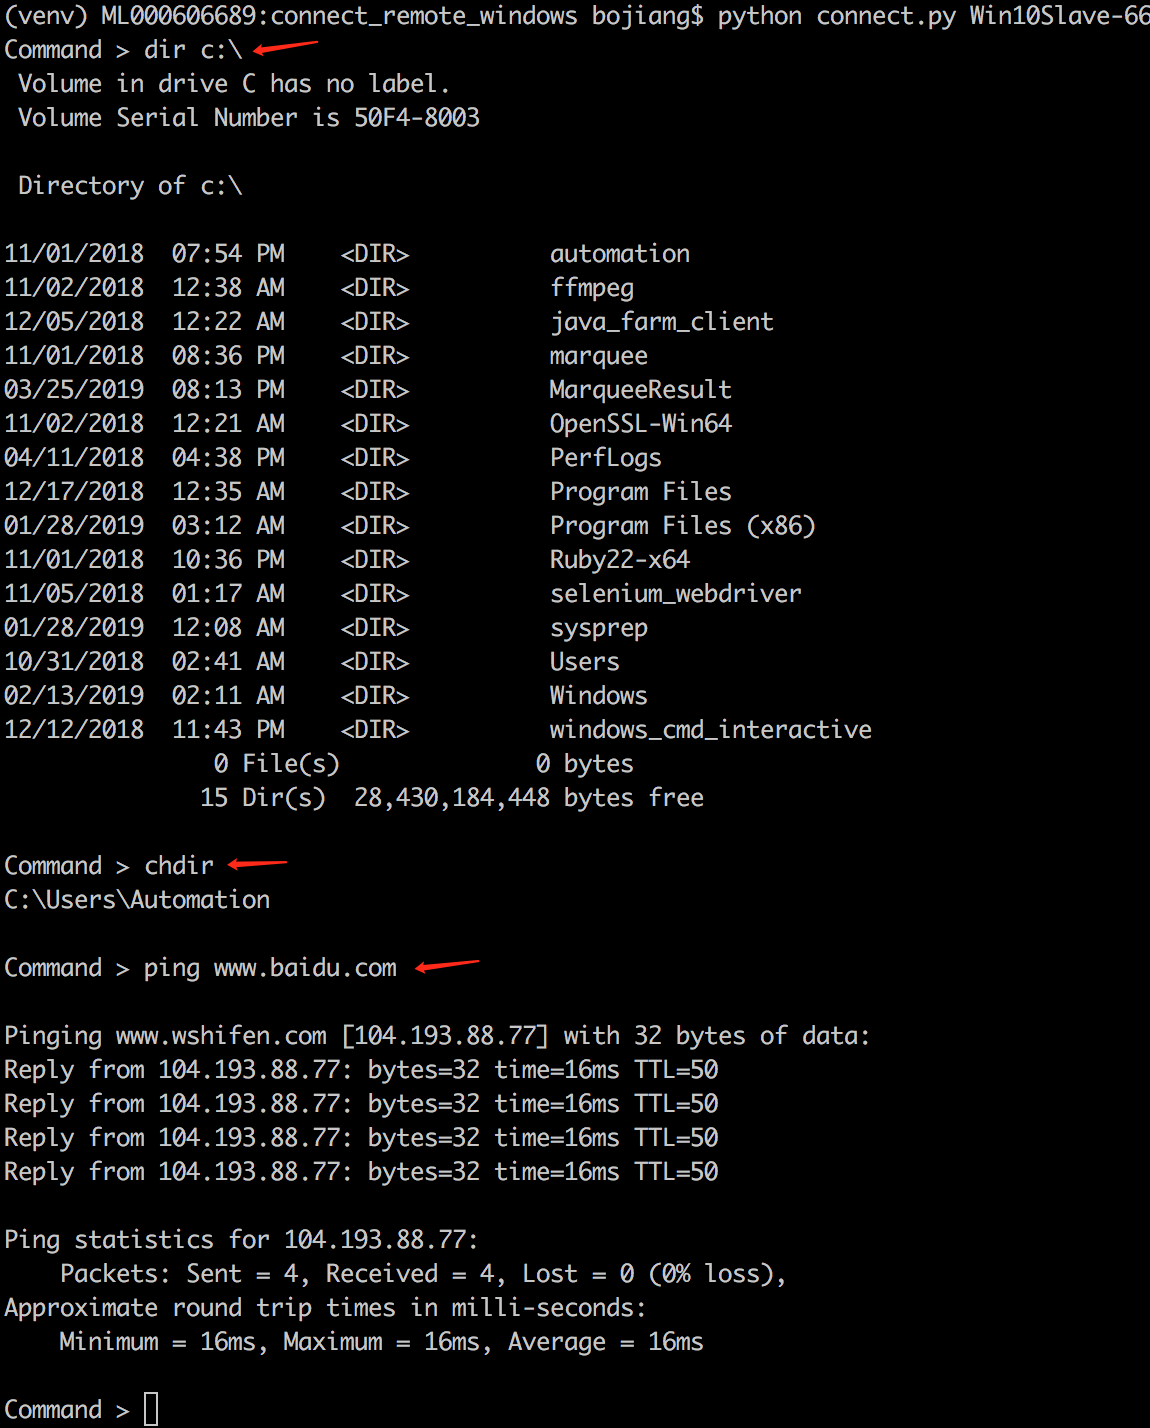 (venv) ML000606689:connect_remote_windows bojiang$ python connect.py Win10Slave-66
Command > dir c:\
Volume in drive C has no label.
Volume Serial Number is 50F4-8003
Directory of c:\
11/01/2018  07:54 PM    <DIR>          automation
11/02/2018  12:38 AM    <DIR>          ffmpeg
12/05/2018  12:22 AM    <DIR>          java_farm_client
11/01/2018  08:36 PM    <DIR>          marquee
03/25/2019  08:13 PM    <DIR>          MarqueeResult
11/02/2018  12:21 AM    <DIR>          OpenSSL-Win64
04/11/2018  04:38 PM    <DIR>          PerfLogs
12/17/2018  12:35 AM    <DIR>          Program Files
01/28/2019  03:12 AM    <DIR>          Program Files (x86)
11/01/2018  10:36 PM    <DIR>          Ruby22-x64
11/05/2018  01:17 AM    <DIR>          selenium_webdriver
01/28/2019  12:08 AM    <DIR>          sysprep
10/31/2018  02:41 AM    <DIR>          Users
02/13/2019  02:11 AM    <DIR>          Windows
12/12/2018  11:43 PM    <DIR>          windows_cmd_interactive
0 File(s)              0 bytes
15 Dir(s)  28,430,184,448 bytes free
Command > chdir
C:\Users\Automation
Command > ping www.baidu.com
Pinging www.wshifen.com [104.193.88.77] with 32 bytes of data:
Reply from 104.193.88.77: bytes=32 time=16ms TTL=50
Reply from 104.193.88.77: bytes=32 time=16ms TTL=50
Reply from 104.193.88.77: bytes=32 time=16ms TTL=50
Reply from 104.193.88.77: bytes=32 time=16ms TTL=50
Ping statistics for 104.193.88.77:
Packets: Sent = 4, Received = 4, Lost = 0 (0% loss),
Approximate round trip times in milli-seconds:
Minimum = 16ms, Maximum = 16ms, Average = 16ms
Command >